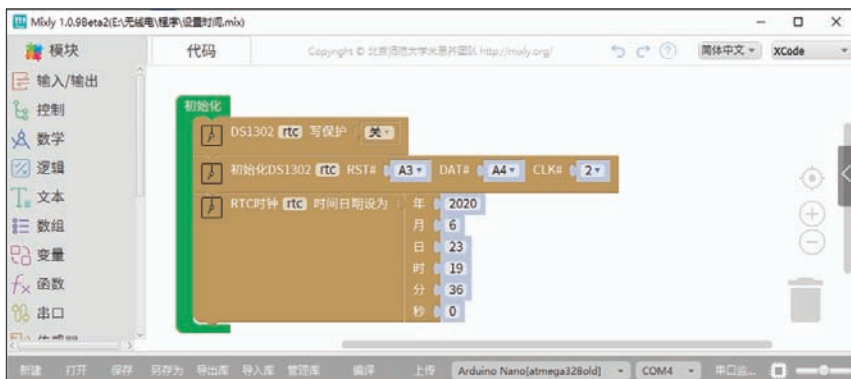 Mixly 1.0.98eta2(E:\无线电\程序\设置时间.mix)
模块 代码 Copyright © 北京师范大学米思齐团队 http://mixly.org/ 简体中文 XCode
输入/输出
控制
数学
逻辑
文本
数组
变量
函数
串口
初始化
DS1302 rtc 写保护 关
初始化DS1302 rtc RST# A3 DAT# A4 CLK# 2
RTC时钟 rtc 时间日期设为 年 2020
月 6
日 23
时 19
分 36
秒 0
新建 打开 保存 另存为 导出库 导入库 管理库 编译 上传 Arduino Nano[atmega328old] COM4 串口监...